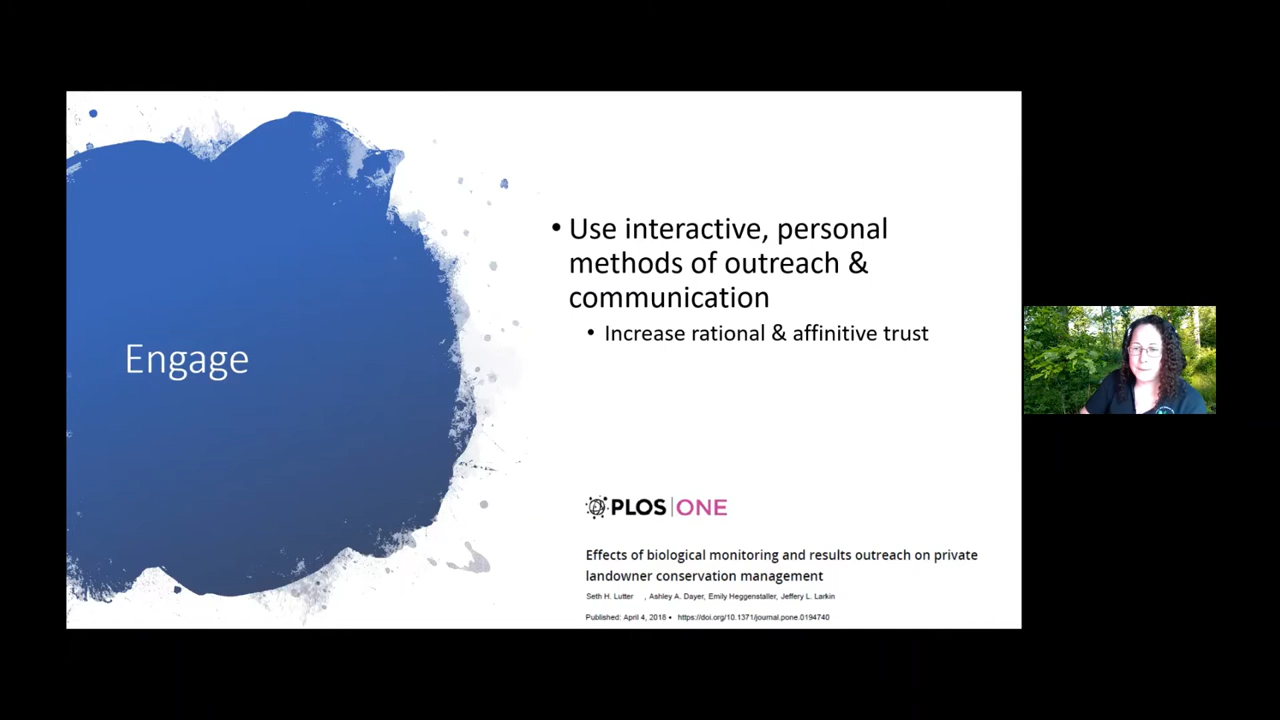 Engage
• Use interactive, personal
methods of outreach &
communication
• Increase rational & affinitive trust
PLOS ONE
Effects of biological monitoring and results outreach on private
landowner conservation management
Seth H. Lutter , Ashley A. Dayer, Emily Heggenstaller, Jeffery L. Larkin
Published: April 4, 2018 • https://doi.org/10.1371/journal.pone.0194740